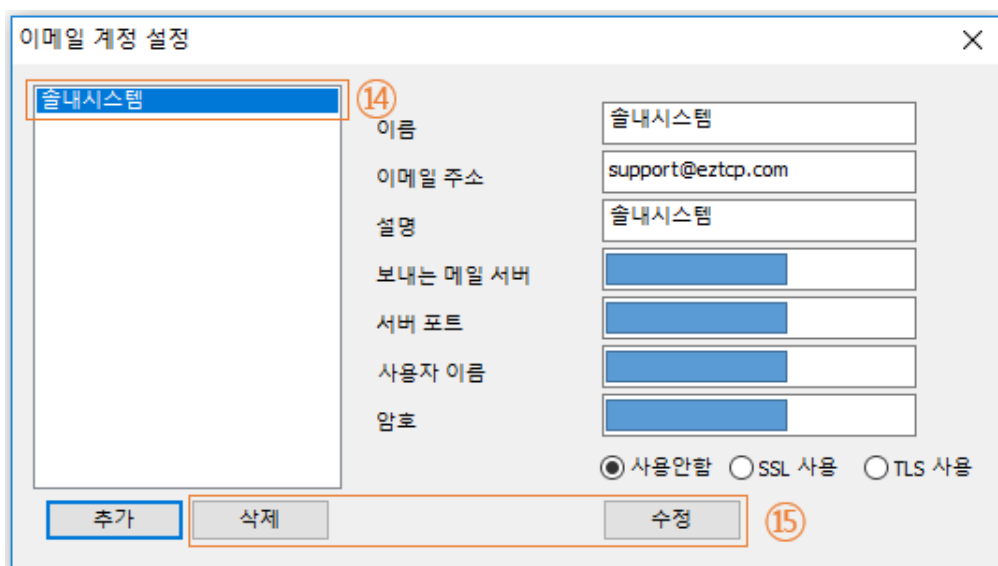 이메일 계정 설정
솔내시스템
⑭
이름
솔내시스템
이메일 주소
support@eztcp.com
설명
솔내시스템
보내는 메일 서버
서버 포트
사용자 이름
암호
사용안함 SSL 사용 TLS 사용
추가 삭제 수정 ⑮